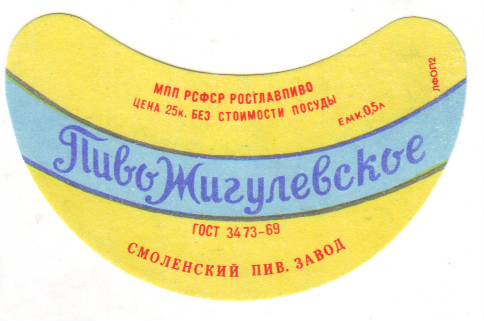 МПП РСФСР РОСГЛАВПИВО
ЦЕНА 25к. БЕЗ СТОИМОСТИ ПОСУДЫ
ЕМК.0,5л
ЛФОП2
Пиво Жигулевское
ГОСТ 3473-69
СМОЛЕНСКИЙ ПИВ. ЗАВОД